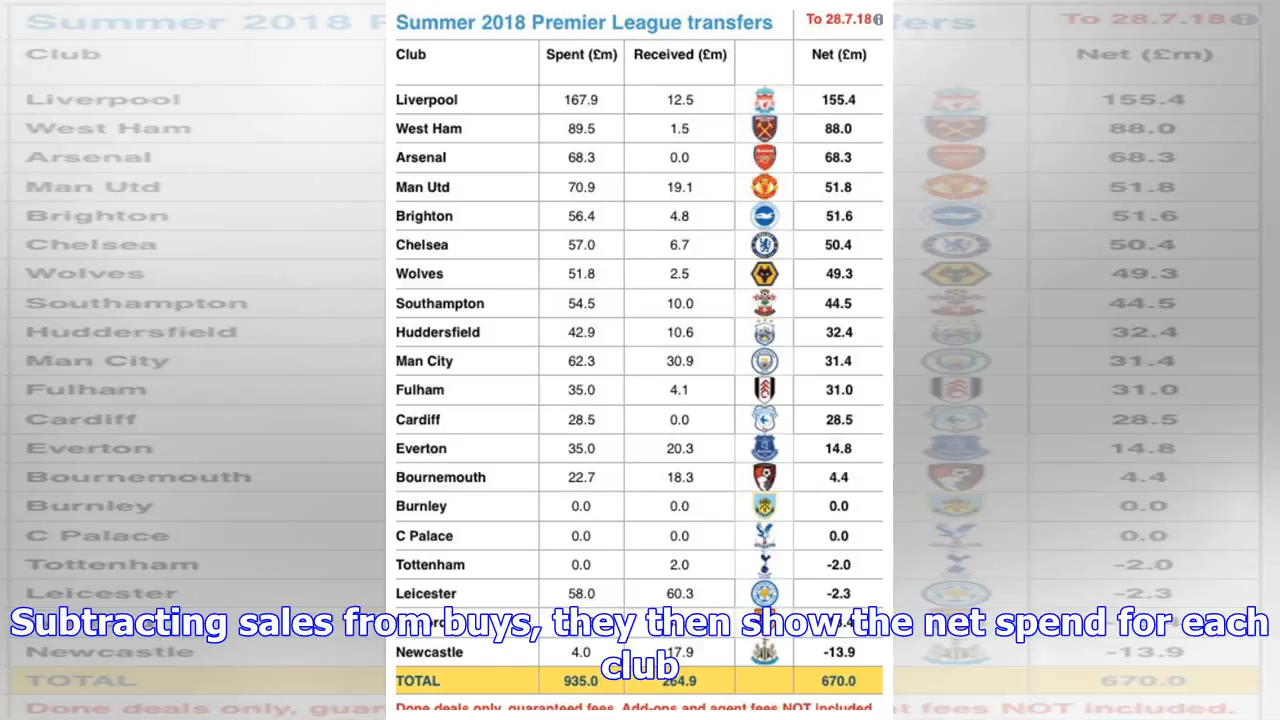 Summer 2018 Premier League transfers To 28.7.18
Club Spent (£m) Received (£m) Net (£m)
Liverpool 167.9 12.5 155.4
West Ham 89.5 1.5 88.0
Arsenal 68.3 0.0 68.3
Man Utd 70.9 19.1 51.8
Brighton 56.4 4.8 51.6
Chelsea 57.0 6.7 50.4
Wolves 51.8 2.5 49.3
Southampton 54.5 10.0 44.5
Huddersfield 42.9 10.6 32.4
Man City 62.3 30.9 31.4
Fulham 35.0 4.1 31.0
Cardiff 28.5 0.0 28.5
Everton 35.0 20.3 14.8
Bournemouth 22.7 18.3 4.4
Burnley 0.0 0.0 0.0
C Palace 0.0 0.0 0.0
Tottenham 0.0 2.0 -2.0
Leicester 58.0 60.3 -2.3
Newcastle 4.0 17.9 -13.9
TOTAL 935.0 264.9 670.0
Done deals only, guaranteed fees. Add-ons and agent fees NOT included
Subtracting sales from buys, they then show the net spend for each
club